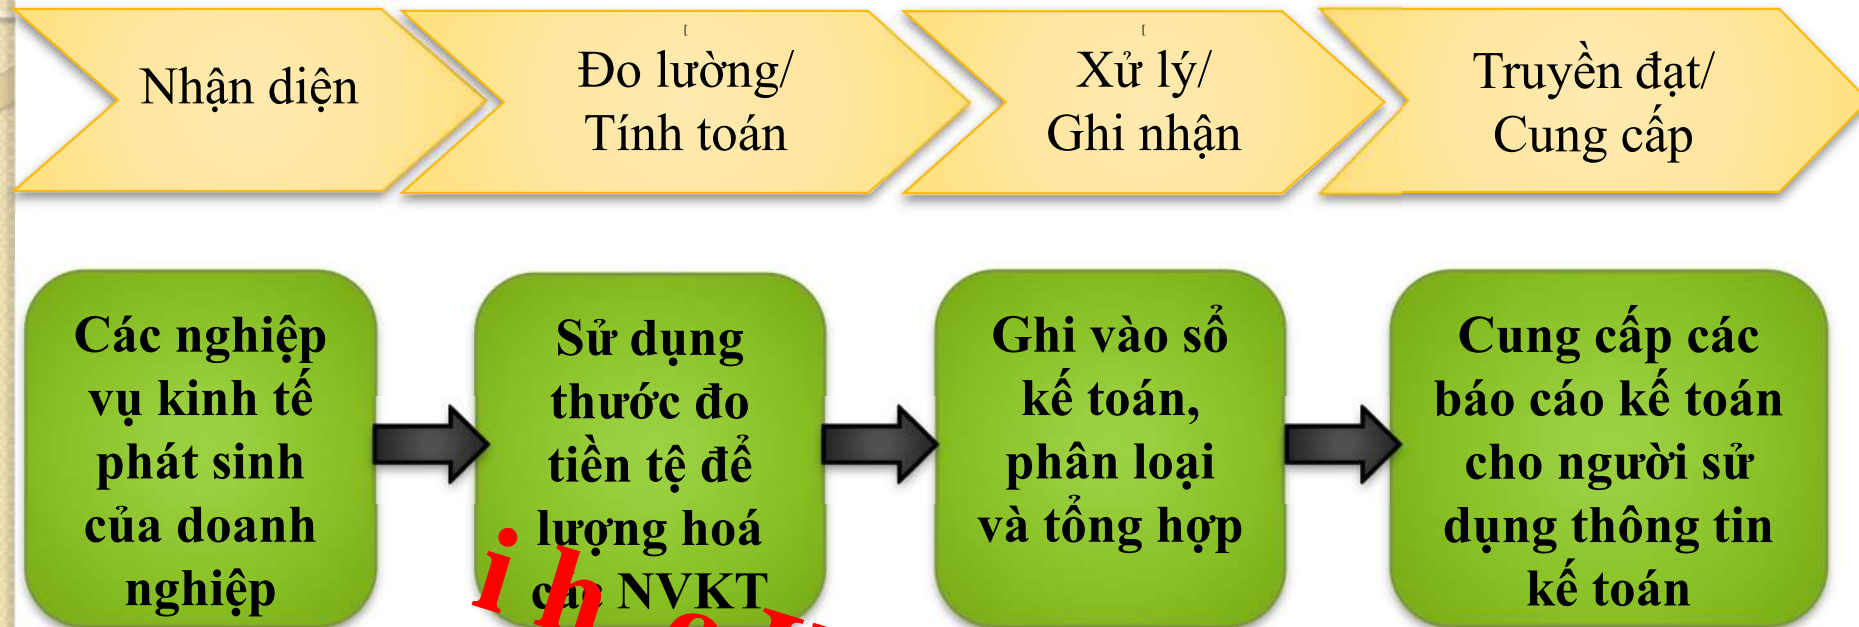 Nhận diện
[
Đo lường/
Tính toán
[
Xử lý/
Ghi nhận
Truyền đạt/
Cung cấp
Các nghiệp
vụ kinh tế
phát sinh
của doanh
nghiệp
Sử dụng
thước đo
tiền tệ để
lượng hoá
các NVKT
Ghi vào sổ
kế toán,
phân loại
và tổng hợp
Cung cấp các
báo cáo kế toán
cho người sử
dụng thông tin
kế toán
i h